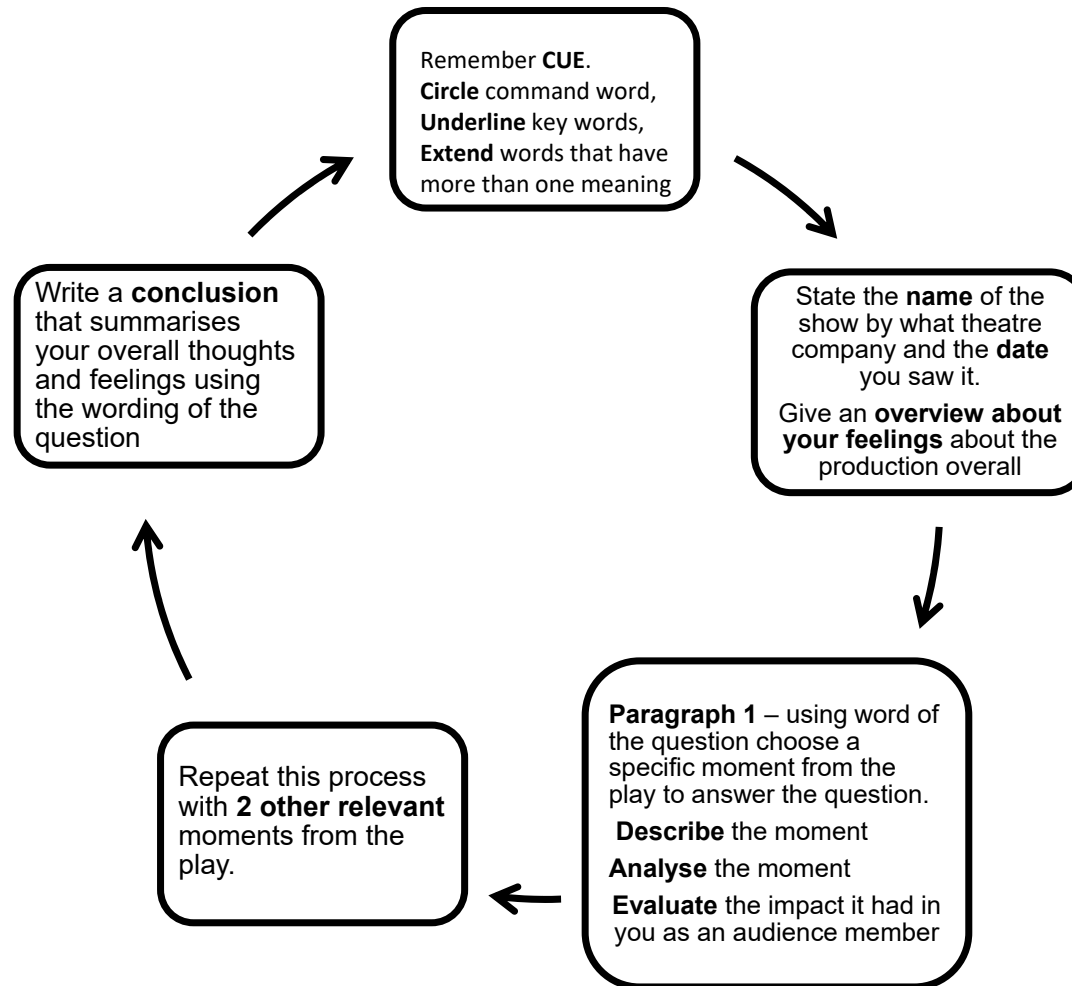 Remember CUE.
Circle command word,
Underline key words,
Extend words that have
more than one meaning
State the name of the
show by what theatre
company and the date
you saw it.
Give an overview about
your feelings about the
production overall
Paragraph 1 – using word of
the question choose a
specific moment from the
play to answer the question.
Describe the moment
Analyse the moment
Evaluate the impact it had in
you as an audience member
Repeat this process
with 2 other relevant
moments from the
play.
Write a conclusion
that summarises
your overall thoughts
and feelings using
the wording of the
question